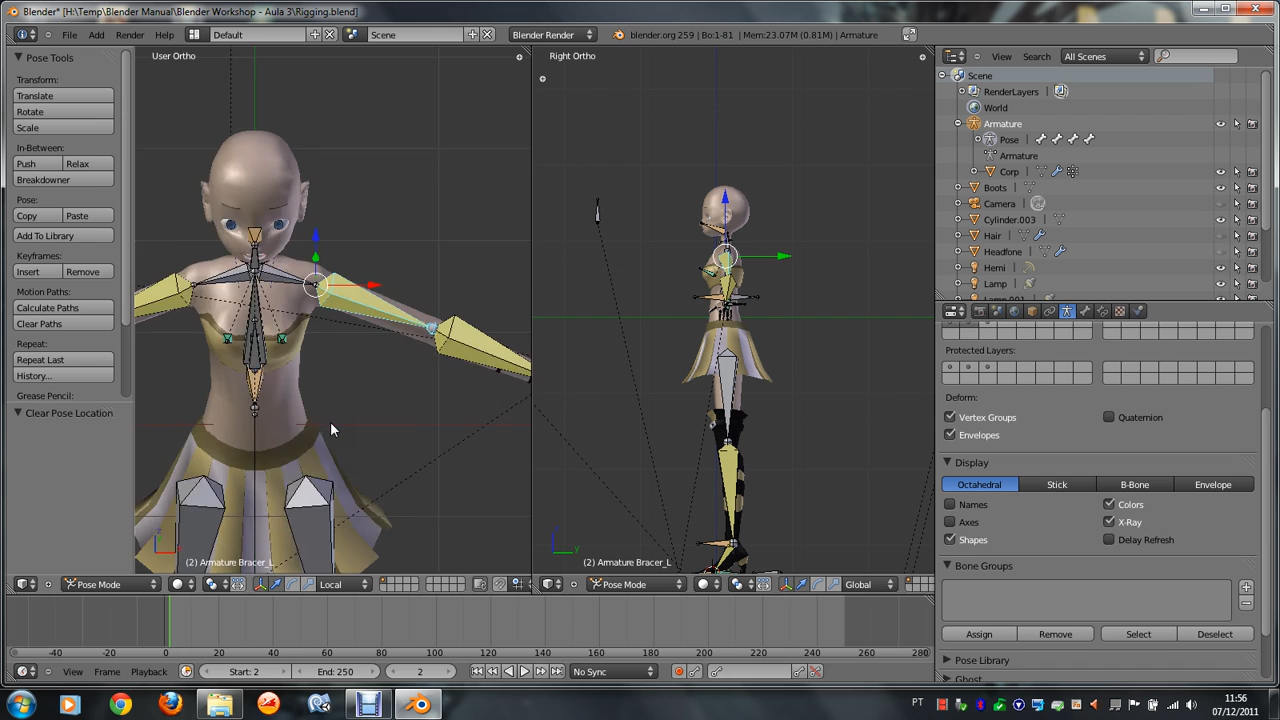 Blender* [H:\Temp\Blender Manual\Blender Workshop - Aula 3\Rigging.blend]
File Add Render Help Default Scene Blender Render blender.org 259 | Bo:1-81 | Mem:23.07M (0.81M) | Armature
Pose Tools
Transform:
Translate
Rotate
Scale
In-Between:
Push Relax
Breakdowner
Pose:
Copy Paste
Add To Library
Keyframes:
Insert Remove
Motion Paths:
Calculate Paths
Clear Paths
Repeat:
Repeat Last
History...
Grease Pencil:
Clear Pose Location
User Ortho
(2) Armature Bracer_L
Pose Mode Local
Right Ortho
(2) Armature Bracer_L
Pose Mode Global
View Search All Scenes
Scene
RenderLayers
World
Armature
Pose
Armature
Corp
Boots
Camera
Cylinder.003
Hair
Headfone
Hemi
Lamp
Lamp.001
Protected Layers:
Deform:
Vertex Groups Quaternion
Envelopes
Display
Octahedral Stick B-Bone Envelope
Names Colors
Axes X-Ray
Shapes Delay Refresh
Bone Groups
Assign Remove Select Deselect
Pose Library
Ghost
-40 -20 0 20 40 60 80 100 120 140 160 180 200 220 240 260 280
View Frame Playback Start: 2 End: 250 2 No Sync
PT 11:56
07/12/2011